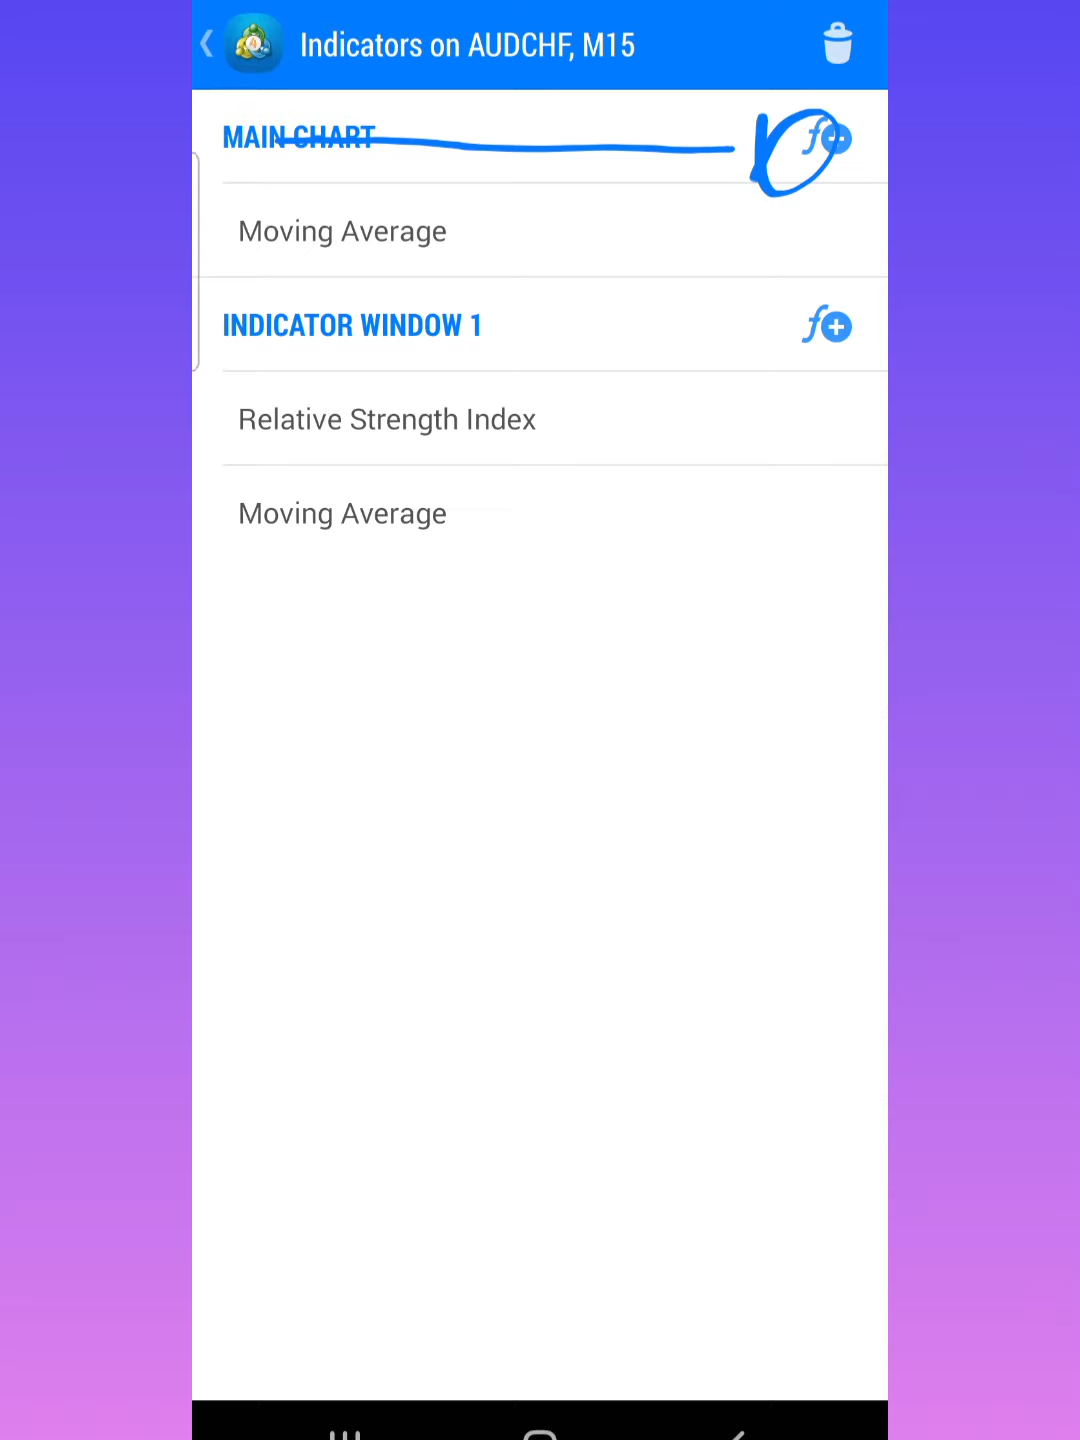 Indicators on AUDCHF, M15
MAIN CHART
Moving Average
INDICATOR WINDOW 1
Relative Strength Index
Moving Average